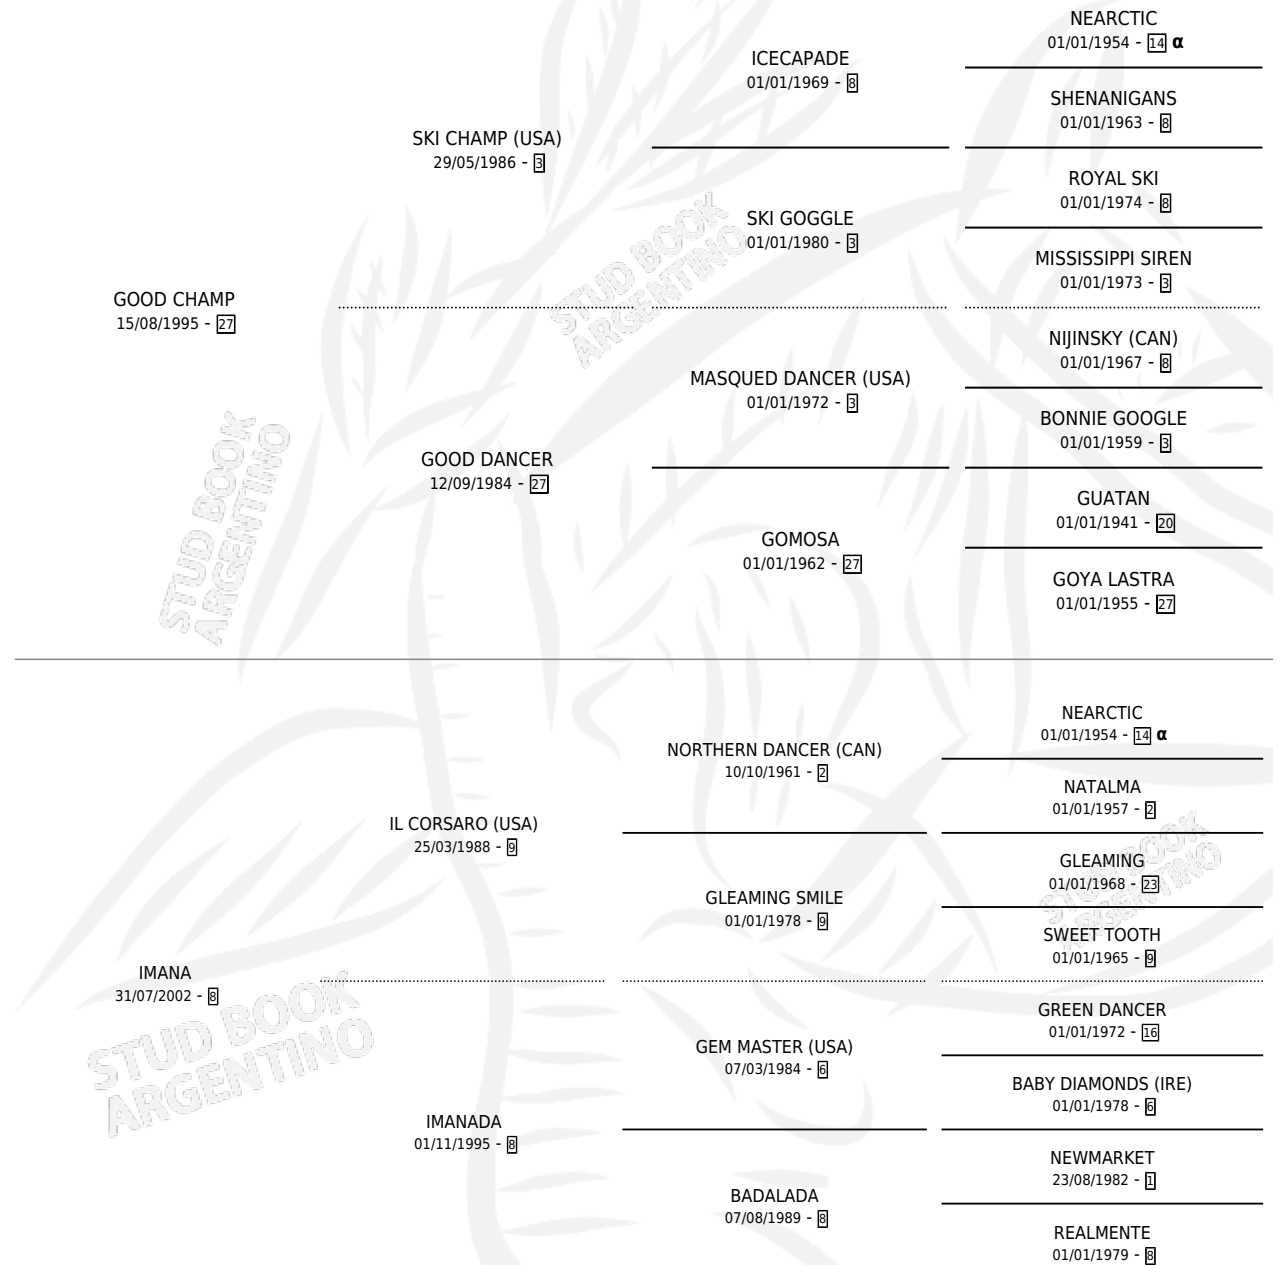 NEARCTIC
01/01/1954 - 14 α
ICECAPADE
01/01/1969 - 8
SHENANIGANS
01/01/1963 - 8
SKI CHAMP (USA)
29/05/1986 - 3
ROYAL SKI
01/01/1974 - 8
SKI GOGGLE
01/01/1980 - 3
MISSISSIPPI SIREN
01/01/1973 - 3
STUD BOOK
ARGENTINO
GOOD CHAMP
15/08/1995 - 27
NIJINSKY (CAN)
01/01/1967 - 8
MASQUED DANCER (USA)
01/01/1972 - 3
BONNIE GOOGLE
01/01/1959 - 3
GOOD DANCER
12/09/1984 - 27
GUATAN
01/01/1941 - 20
GOMOSA
01/01/1962 - 27
GOYA LASTRA
01/01/1955 - 27
STUD BOOK
ARGENTINO
NEARCTIC
01/01/1954 - 14 α
NORTHERN DANCER (CAN)
10/10/1961 - 2
NATALMA
01/01/1957 - 2
IL CORSARO (USA)
25/03/1988 - 9
GLEAMING
01/01/1968 - 23
GLEAMING SMILE
01/01/1978 - 9
SWEET TOOTH
01/01/1965 - 9
STUD BOOK
ARGENTINO
IMANA
31/07/2002 - 8
GREEN DANCER
01/01/1972 - 16
GEM MASTER (USA)
07/03/1984 - 6
BABY DIAMONDS (IRE)
01/01/1978 - 6
STUD BOOK
ARGENTINO
IMANADA
01/11/1995 - 8
NEWMARKET
23/08/1982 - 1
BADALADA
07/08/1989 - 8
REALMENTE
01/01/1979 - 8